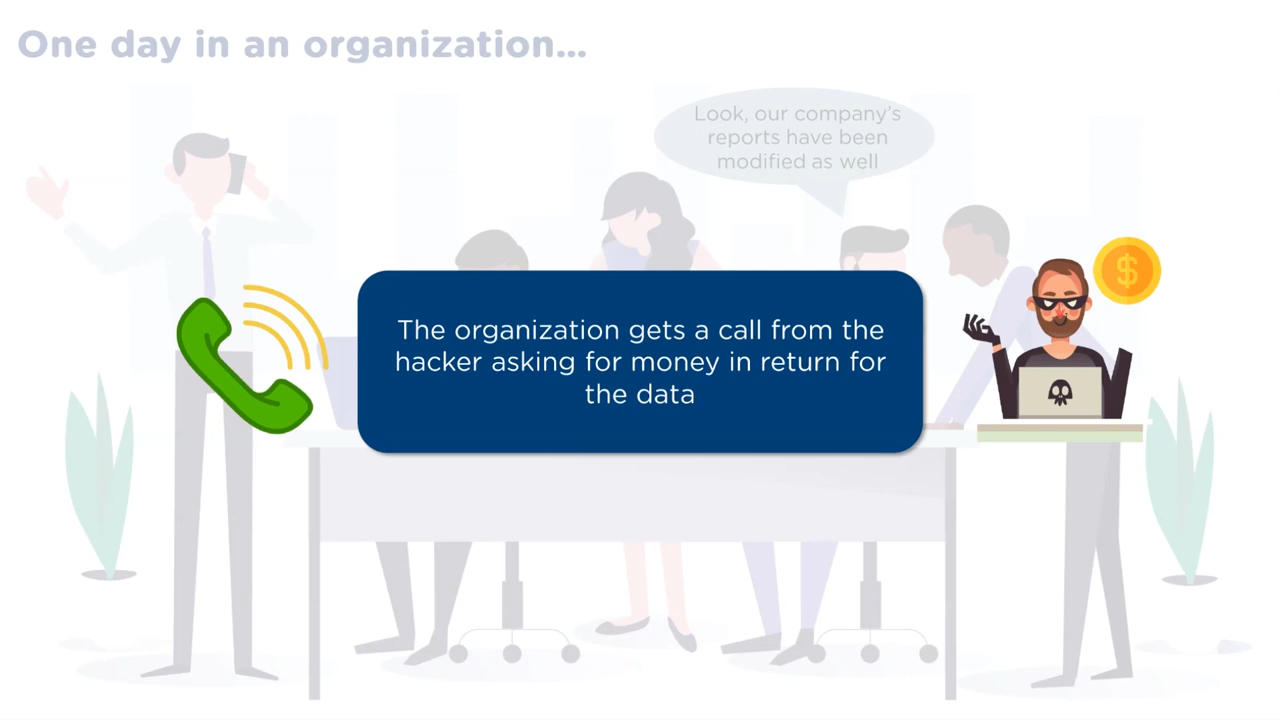 One day in an organization...
Look, our company's
reports have been
modified as well
The organization gets a call from the
hacker asking for money in return for
the data
$